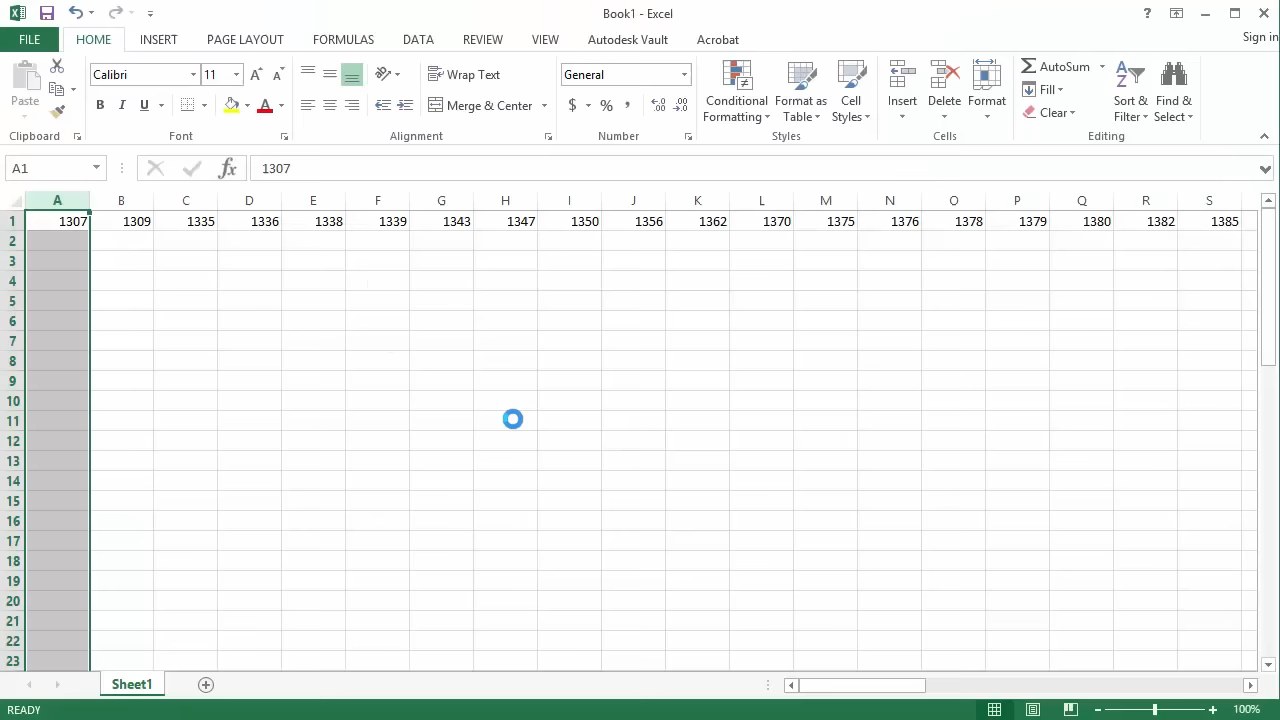 Book1 - Excel
?
Sign in
FILE HOME INSERT PAGE LAYOUT FORMULAS DATA REVIEW VIEW Autodesk Vault Acrobat
Paste
Clipboard
Calibri 11
B I U
Font
Wrap Text
Merge & Center
Alignment
General
$ % ,
Number
Conditional Formatting
Format as Table
Cell Styles
Styles
Insert
Delete
Format
Cells
AutoSum
Fill
Clear
Sort & Filter
Find & Select
Editing
A1 fx 1307
A B C D E F G H I J K L M N O P Q R S
1 1307 1309 1335 1336 1338 1339 1343 1347 1350 1356 1362 1370 1375 1376 1378 1379 1380 1382 1385
2
3
4
5
6
7
8
9
10
11
12
13
14
15
16
17
18
19
20
21
22
23
Sheet1
READY
100%